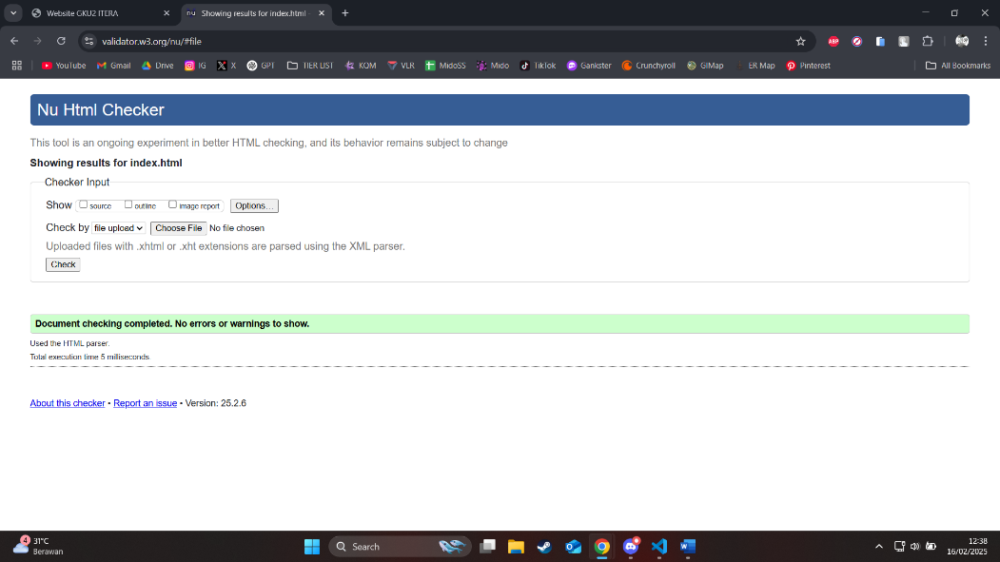 Website GKU2 ITERA
nu Showing results for index.html
validator.w3.org/nu/#file
ABP
YouTube Gmail Drive IG X GPT TIER LIST KOM VLR MidoSS Mido TikTok Gankster Crunchyroll GIMap ER Map Pinterest All Bookmarks
Nu Html Checker
This tool is an ongoing experiment in better HTML checking, and its behavior remains subject to change
Showing results for index.html
Checker Input
Show source outline image report Options...
Check by file upload Choose File No file chosen
Uploaded files with .xhtml or .xht extensions are parsed using the XML parser.
Check
Document checking completed. No errors or warnings to show.
Used the HTML parser.
Total execution time 5 milliseconds.
About this checker • Report an issue • Version: 25.2.6
4
31°C
Berawan
Search
12:38
16/02/2025